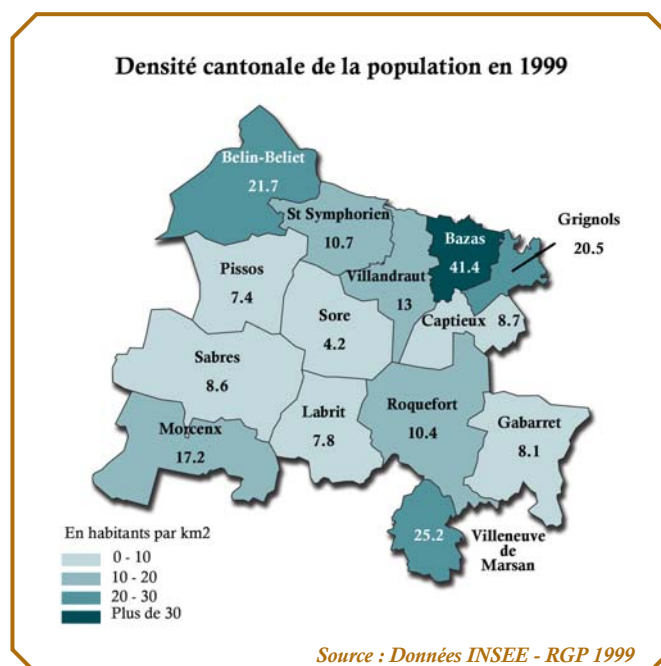 Densité cantonale de la population en 1999
Belin-Beliet
21.7
St Symphorien
10.7
Grignols
20.5
Bazas
41.4
Pissos
7.4
Villandraut
13
Sore
4.2
Captieux
8.7
Sabres
8.6
Labrit
7.8
Roquefort
10.4
Gabarret
8.1
Morcenx
17.2
25.2
Villeneuve
de
Marsan
En habitants par km2
0 - 10
10 - 20
20 - 30
Plus de 30
Source : Données INSEE - RGP 1999